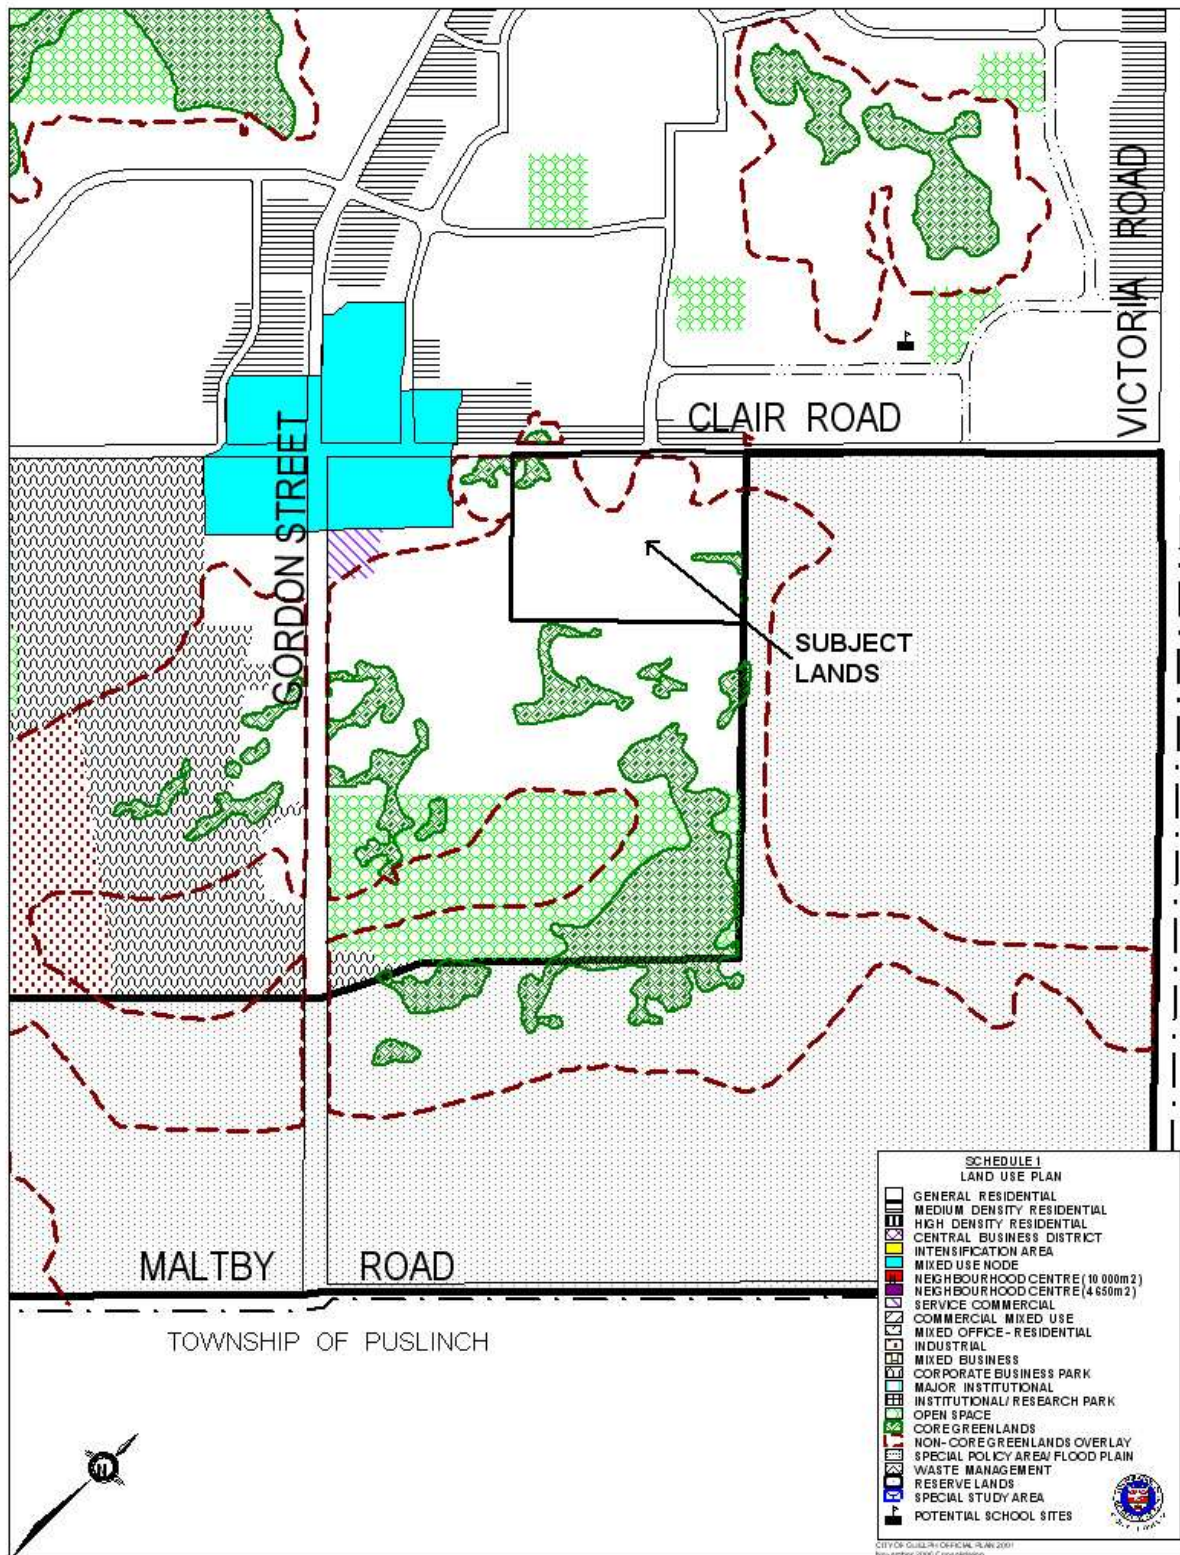 VICTORIA ROAD
CLAIR ROAD
GORDON STREET
SUBJECT
LANDS
MALTBY ROAD
TOWNSHIP OF PUSLINCH
N
SCHEDULE 1
LAND USE PLAN
GENERAL RESIDENTIAL
MEDIUM DENSITY RESIDENTIAL
HIGH DENSITY RESIDENTIAL
CENTRAL BUSINESS DISTRICT
INTENSIFICATION AREA
MIXED USE NODE
NEIGHBOURHOOD CENTRE (10 000m2)
NEIGHBOURHOOD CENTRE (4 650m2)
SERVICE COMMERCIAL
COMMERCIAL MIXED USE
MIXED OFFICE - RESIDENTIAL
INDUSTRIAL
MIXED BUSINESS
CORPORATE BUSINESS PARK
MAJOR INSTITUTIONAL
INSTITUTIONAL/ RESEARCH PARK
OPEN SPACE
CORE GREENLANDS
NON-CORE GREENLANDS OVERLAY
SPECIAL POLICY AREA/ FLOOD PLAIN
WASTE MANAGEMENT
RESERVE LANDS
SPECIAL STUDY AREA
POTENTIAL SCHOOL SITES
CITY OF GUELPH OFFICIAL PLAN 2001